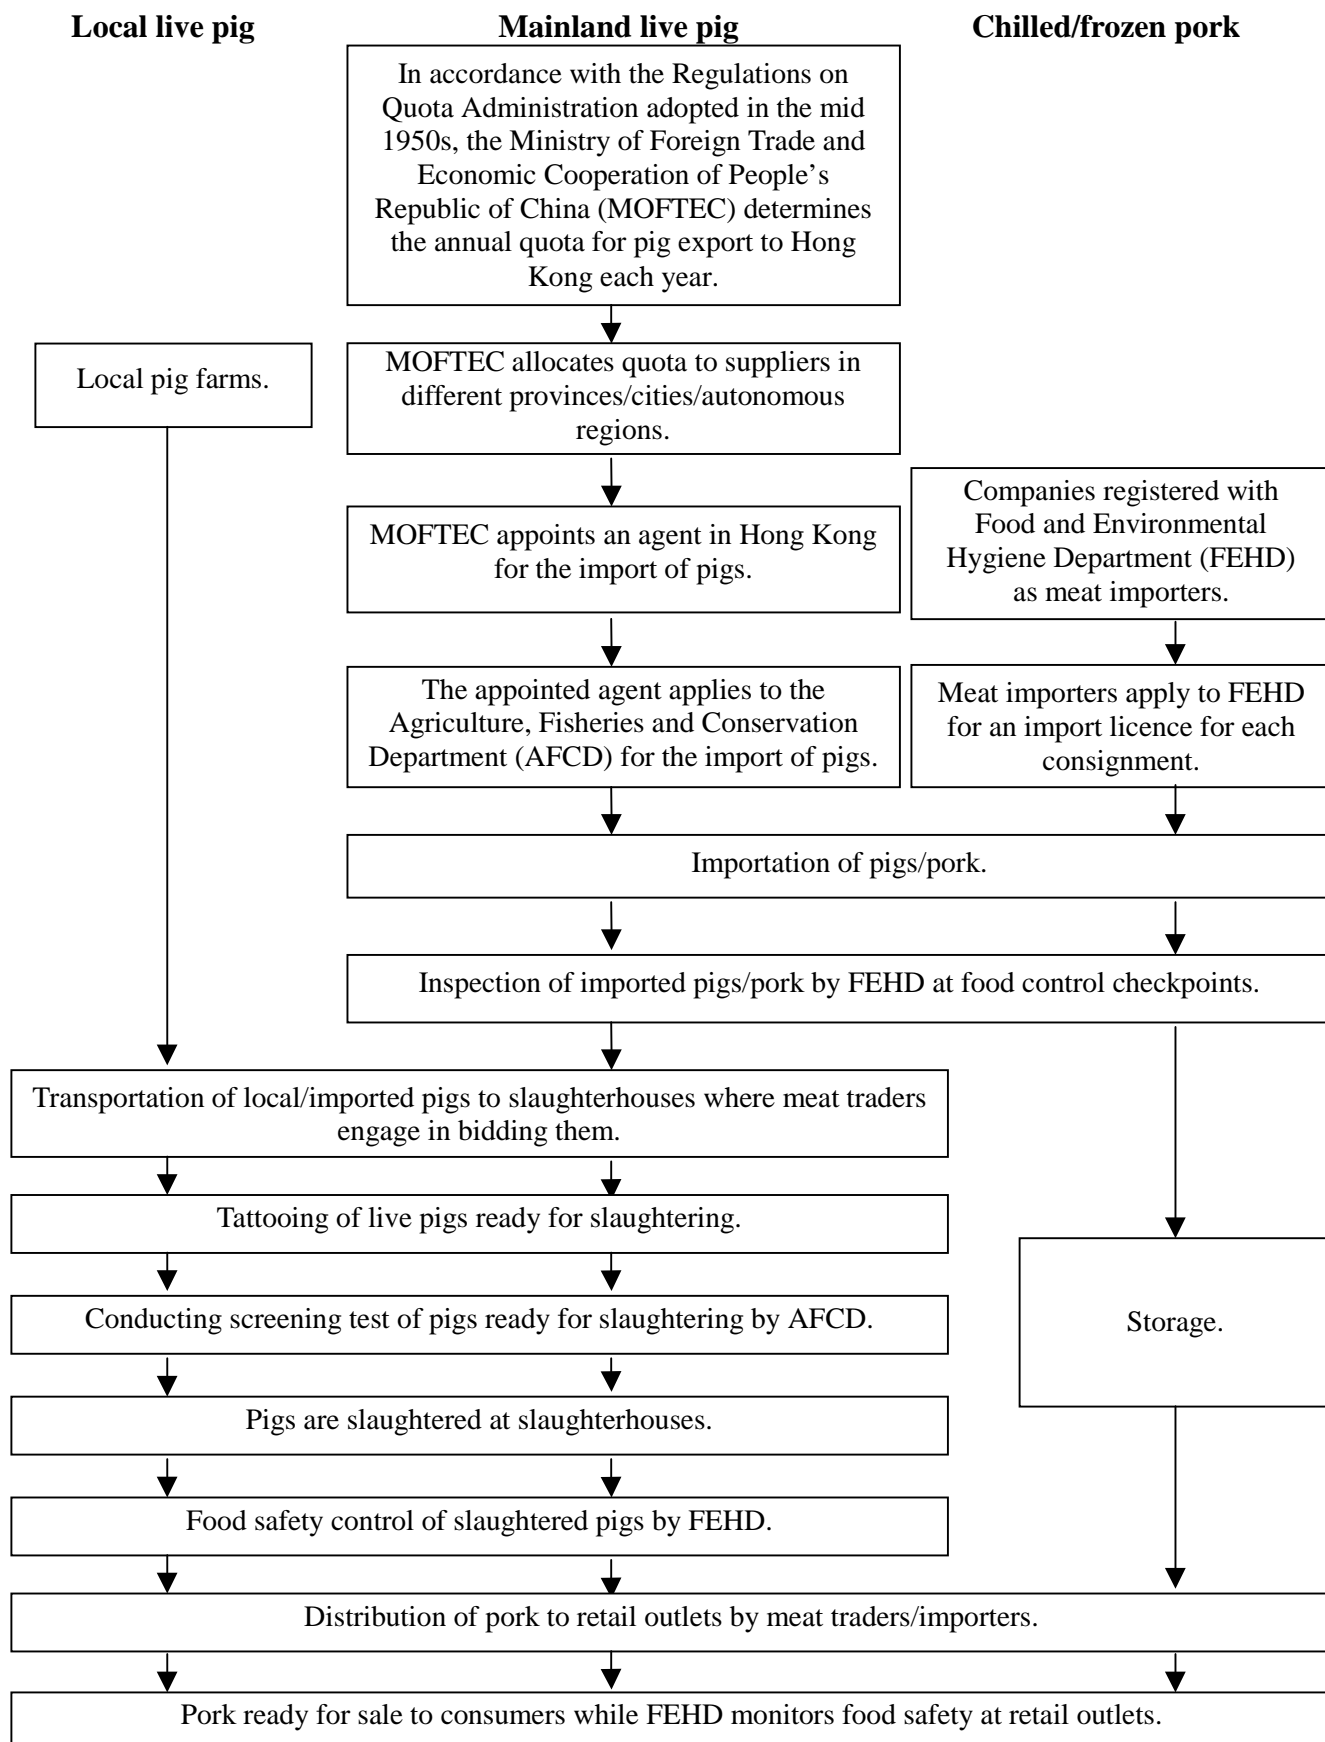 Local live pig
Mainland live pig
Chilled/frozen pork
In accordance with the Regulations on
Quota Administration adopted in the mid
1950s, the Ministry of Foreign Trade and
Economic Cooperation of People’s
Republic of China (MOFTEC) determines
the annual quota for pig export to Hong
Kong each year.
Local pig farms.
MOFTEC allocates quota to suppliers in
different provinces/cities/autonomous
regions.
MOFTEC appoints an agent in Hong Kong
for the import of pigs.
Companies registered with
Food and Environmental
Hygiene Department (FEHD)
as meat importers.
The appointed agent applies to the
Agriculture, Fisheries and Conservation
Department (AFCD) for the import of pigs.
Meat importers apply to FEHD
for an import licence for each
consignment.
Importation of pigs/pork.
Inspection of imported pigs/pork by FEHD at food control checkpoints.
Transportation of local/imported pigs to slaughterhouses where meat traders
engage in bidding them.
Tattooing of live pigs ready for slaughtering.
Conducting screening test of pigs ready for slaughtering by AFCD.
Storage.
Pigs are slaughtered at slaughterhouses.
Food safety control of slaughtered pigs by FEHD.
Distribution of pork to retail outlets by meat traders/importers.
Pork ready for sale to consumers while FEHD monitors food safety at retail outlets.